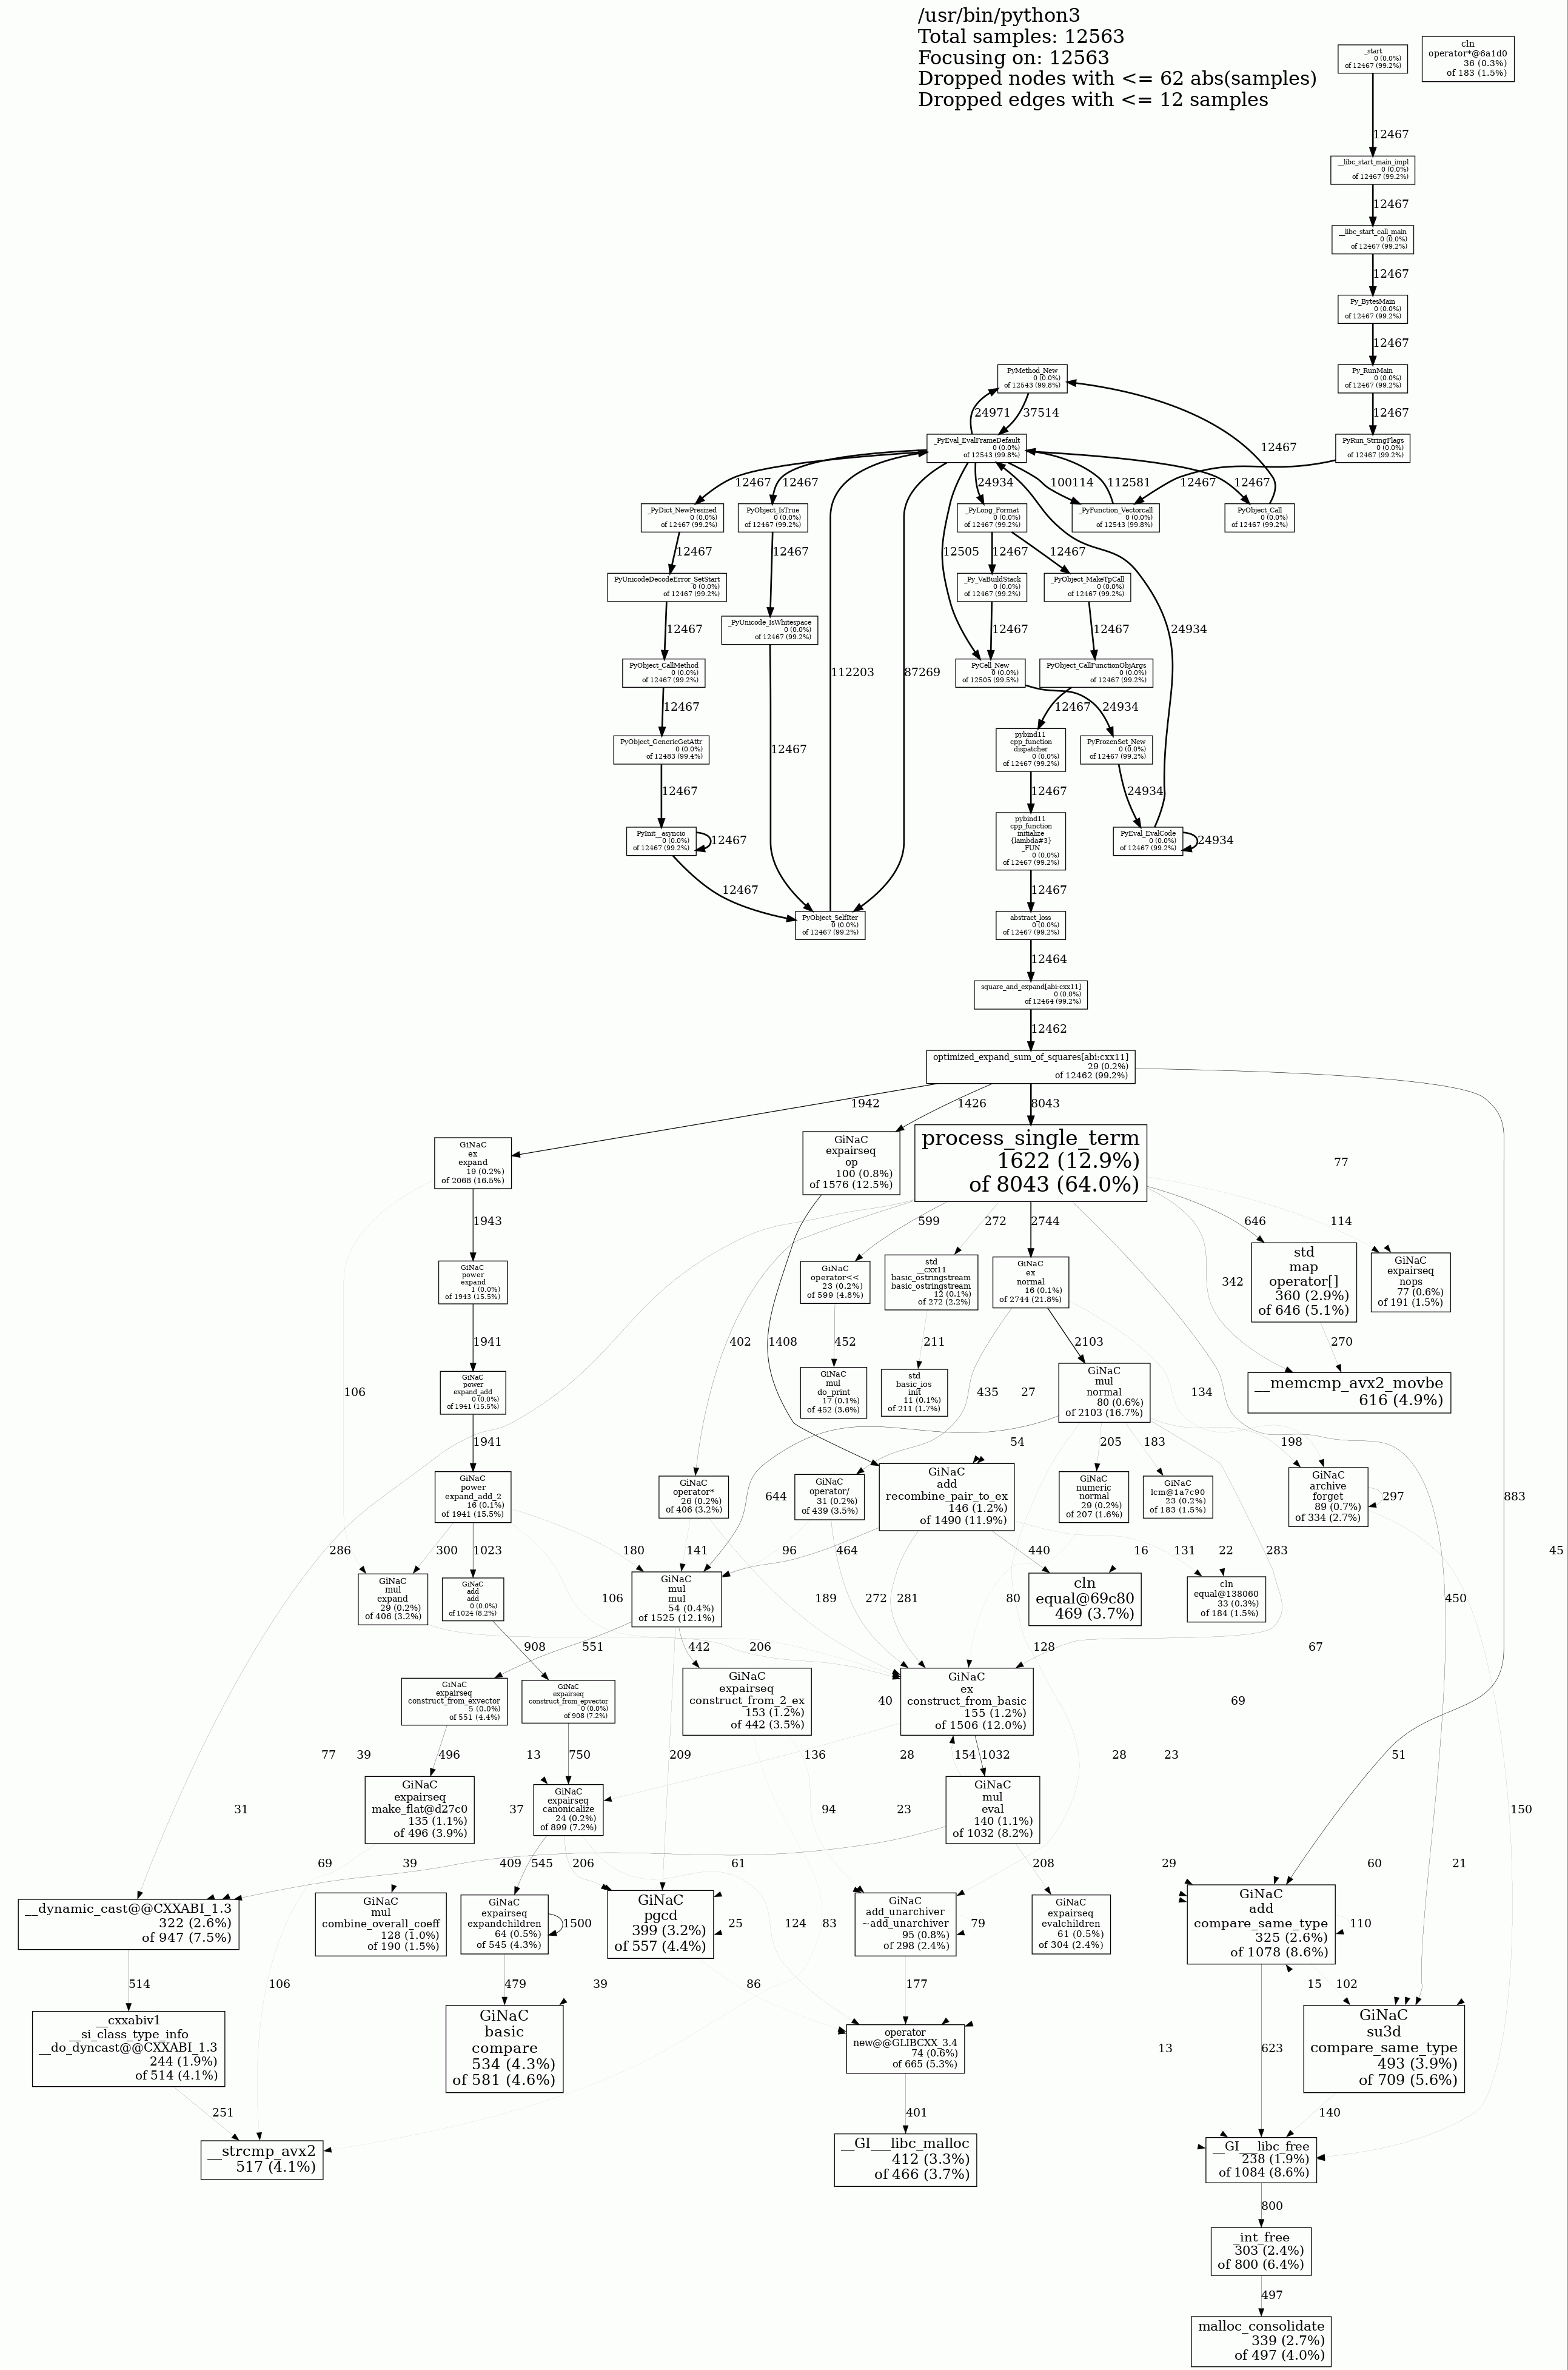 /usr/bin/python3
Total samples: 12563
Focusing on: 12563
Dropped nodes with <= 62 abs(samples)
Dropped edges with <= 12 samples
_start
0 (0.0%)
of 12467 (99.2%)
cln
operator*@6a1d0
36 (0.3%)
of 183 (1.5%)
12467
__libc_start_main_impl
0 (0.0%)
of 12467 (99.2%)
12467
__libc_start_call_main
0 (0.0%)
of 12467 (99.2%)
12467
Py_BytesMain
0 (0.0%)
of 12467 (99.2%)
12467
PyMethod_New
0 (0.0%)
of 12543 (99.8%)
Py_RunMain
0 (0.0%)
of 12467 (99.2%)
24971
37514
12467
12467
_PyEval_EvalFrameDefault
0 (0.0%)
of 12543 (99.8%)
PyRun_StringFlags
0 (0.0%)
of 12467 (99.2%)
12467
12467
24934
100114
112581
12467
12467
_PyDict_NewPresized
0 (0.0%)
of 12467 (99.2%)
PyObject_IsTrue
0 (0.0%)
of 12467 (99.2%)
_PyLong_Format
0 (0.0%)
of 12467 (99.2%)
_PyFunction_Vectorcall
0 (0.0%)
of 12543 (99.8%)
PyObject_Call
0 (0.0%)
of 12467 (99.2%)
12467
12467
12505
12467
12467
PyUnicodeDecodeError_SetStart
0 (0.0%)
of 12467 (99.2%)
_Py_VaBuildStack
0 (0.0%)
of 12467 (99.2%)
_PyObject_MakeTpCall
0 (0.0%)
of 12467 (99.2%)
12467
_PyUnicode_IsWhitespace
0 (0.0%)
of 12467 (99.2%)
12467
12467
24934
PyObject_CallMethod
0 (0.0%)
of 12467 (99.2%)
112203
87269
PyCell_New
0 (0.0%)
of 12505 (99.5%)
PyObject_CallFunctionObjArgs
0 (0.0%)
of 12467 (99.2%)
12467
12467
24934
PyObject_GenericGetAttr
0 (0.0%)
of 12483 (99.4%)
12467
pybind11
cpp_function
dispatcher
0 (0.0%)
of 12467 (99.2%)
PyFrozenSet_New
0 (0.0%)
of 12467 (99.2%)
12467
12467
24934
PyInit__asyncio
0 (0.0%)
of 12467 (99.2%)
12467
pybind11
cpp_function
initialize
{lambda#3}
_FUN
0 (0.0%)
of 12467 (99.2%)
PyEval_EvalCode
0 (0.0%)
of 12467 (99.2%)
24934
12467
12467
PyObject_SelfIter
0 (0.0%)
of 12467 (99.2%)
abstract_loss
0 (0.0%)
of 12467 (99.2%)
12464
square_and_expand[abi:cxx11]
0 (0.0%)
of 12464 (99.2%)
12462
optimized_expand_sum_of_squares[abi:cxx11]
29 (0.2%)
of 12462 (99.2%)
1942
1426
8043
GiNaC
ex
expand
19 (0.2%)
of 2068 (16.5%)
GiNaC
expairseq
op
100 (0.8%)
of 1576 (12.5%)
process_single_term
1622 (12.9%)
of 8043 (64.0%)
77
1943
599
272
2744
646
114
GiNaC
power
expand
1 (0.0%)
of 1943 (15.5%)
GiNaC
operator<<
23 (0.2%)
of 599 (4.8%)
std
__cxx11
basic_ostringstream
basic_ostringstream
12 (0.1%)
of 272 (2.2%)
GiNaC
ex
normal
16 (0.1%)
of 2744 (21.8%)
342
std
map
operator[]
360 (2.9%)
of 646 (5.1%)
GiNaC
expairseq
nops
77 (0.6%)
of 191 (1.5%)
1941
402
1408
452
211
2103
270
106
GiNaC
power
expand_add
0 (0.0%)
of 1941 (15.5%)
GiNaC
mul
do_print
17 (0.1%)
of 452 (3.6%)
std
basic_ios
init
11 (0.1%)
of 211 (1.7%)
435
27
GiNaC
mul
normal
80 (0.6%)
of 2103 (16.7%)
134
__memcmp_avx2_movbe
616 (4.9%)
1941
54
205
183
198
GiNaC
power
expand_add_2
16 (0.1%)
of 1941 (15.5%)
GiNaC
operator*
26 (0.2%)
of 406 (3.2%)
644
GiNaC
operator/
31 (0.2%)
of 439 (3.5%)
GiNaC
add
recombine_pair_to_ex
146 (1.2%)
of 1490 (11.9%)
GiNaC
numeric
normal
29 (0.2%)
of 207 (1.6%)
GiNaC
lcm@1a7c90
23 (0.2%)
of 183 (1.5%)
GiNaC
archive
forget
89 (0.7%)
of 334 (2.7%)
297
883
286
300
1023
180
141
96
464
440
16
131
22
283
45
GiNaC
mul
expand
29 (0.2%)
of 406 (3.2%)
GiNaC
add
add
0 (0.0%)
of 1024 (8.2%)
106
GiNaC
mul
mul
54 (0.4%)
of 1525 (12.1%)
189
272
281
80
cln
equal@69c80
469 (3.7%)
cln
equal@138060
33 (0.3%)
of 184 (1.5%)
450
908
551
442
206
128
67
GiNaC
expairseq
construct_from_exvector
5 (0.0%)
of 551 (4.4%)
GiNaC
expairseq
construct_from_epvector
0 (0.0%)
of 908 (7.2%)
GiNaC
expairseq
construct_from_2_ex
153 (1.2%)
of 442 (3.5%)
40
GiNaC
ex
construct_from_basic
155 (1.2%)
of 1506 (12.0%)
69
77
39
496
13
750
209
136
28
154
1032
28
23
51
31
GiNaC
expairseq
make_flat@d27c0
135 (1.1%)
of 496 (3.9%)
37
GiNaC
expairseq
canonicalize
24 (0.2%)
of 899 (7.2%)
94
23
GiNaC
mul
eval
140 (1.1%)
of 1032 (8.2%)
150
69
39
409
545
206
61
208
29
60
21
__dynamic_cast@@CXXABI_1.3
322 (2.6%)
of 947 (7.5%)
GiNaC
mul
combine_overall_coeff
128 (1.0%)
of 190 (1.5%)
GiNaC
expairseq
expandchildren
64 (0.5%)
of 545 (4.3%)
1500
GiNaC
pgcd
399 (3.2%)
of 557 (4.4%)
25
124
83
GiNaC
add_unarchiver
~add_unarchiver
95 (0.8%)
of 298 (2.4%)
79
GiNaC
expairseq
evalchildren
61 (0.5%)
of 304 (2.4%)
GiNaC
add
compare_same_type
325 (2.6%)
of 1078 (8.6%)
110
514
106
479
39
86
177
15
102
__cxxabiv1
__si_class_type_info
__do_dyncast@@CXXABI_1.3
244 (1.9%)
of 514 (4.1%)
GiNaC
basic
compare
534 (4.3%)
of 581 (4.6%)
operator
new@@GLIBCXX_3.4
74 (0.6%)
of 665 (5.3%)
13
623
GiNaC
su3d
compare_same_type
493 (3.9%)
of 709 (5.6%)
251
401
140
__strcmp_avx2
517 (4.1%)
__GI___libc_malloc
412 (3.3%)
of 466 (3.7%)
__GI___libc_free
238 (1.9%)
of 1084 (8.6%)
800
_int_free
303 (2.4%)
of 800 (6.4%)
497
malloc_consolidate
339 (2.7%)
of 497 (4.0%)